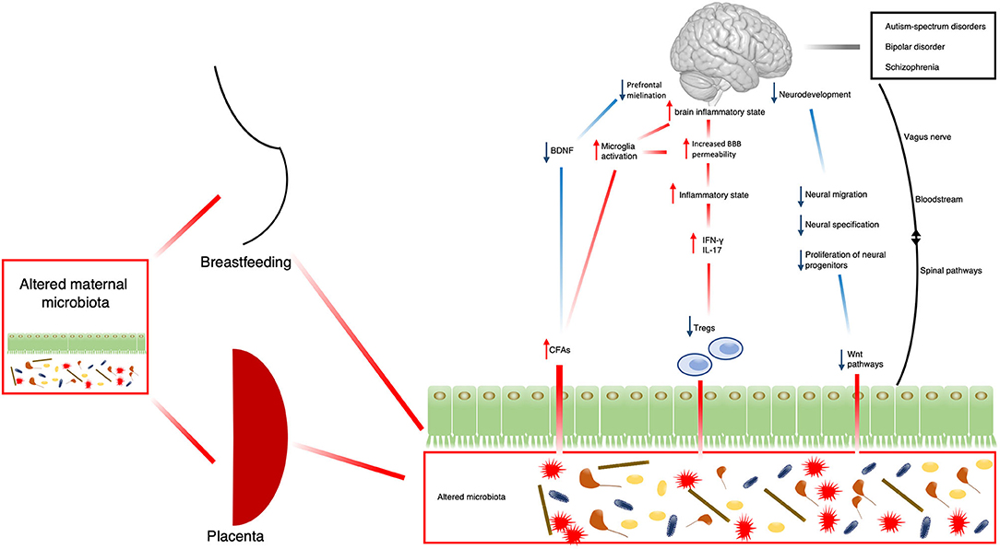 Altered maternal
microbiota
Breastfeeding
Placenta
Autism-spectrum disorders
Bipolar disorder
Schizophrenia
Prefrontal
mielination
brain inflammatory state
Neurodevelopment
BDNF
Microglia
activation
Increased BBB
permeability
Vagus nerve
Inflammatory state
Neural migration
Bloodstream
Neural specification
IFN-γ
IL-17
Proliferation of neural
progenitors
Spinal pathways
Tregs
CFAs
Wnt
pathways
Altered microbiota